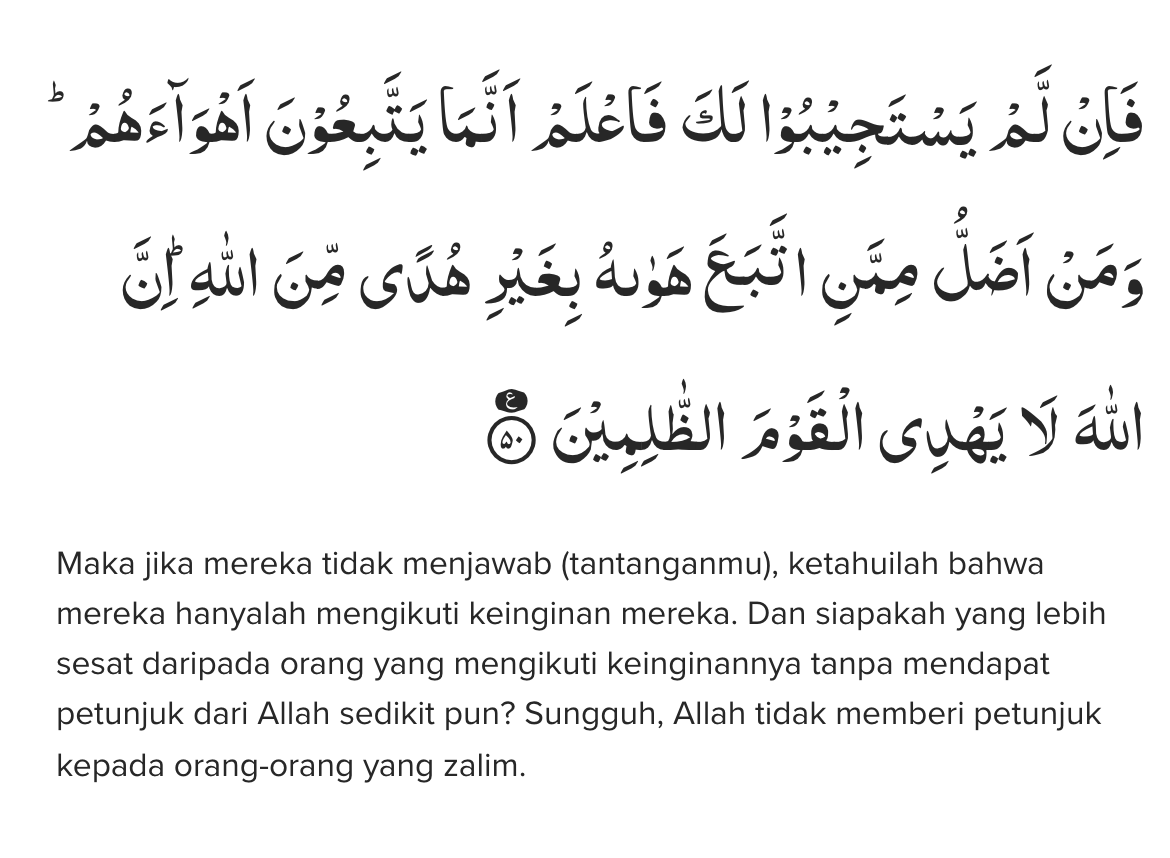 فَاِنْ لَّمْ يَسْتَجِيْبُوْا لَكَ فَاعْلَمْ اَنَّمَا يَتَّبِعُوْنَ اَهْوَاۤءَهُمْۗ
وَمَنْ اَضَلُّ مِمَّنِ اتَّبَعَ هَوٰىهُ بِغَيْرِ هُدًى مِّنَ اللّٰهِ ۗاِنَّ
اللّٰهَ لَا يَهْدِى الْقَوْمَ الظّٰلِمِيْنَ ࣖ ۝٥٠
Maka jika mereka tidak menjawab (tantanganmu), ketahuilah bahwa
mereka hanyalah mengikuti keinginan mereka. Dan siapakah yang lebih
sesat daripada orang yang mengikuti keinginannya tanpa mendapat
petunjuk dari Allah sedikit pun? Sungguh, Allah tidak memberi petunjuk
kepada orang-orang yang zalim.